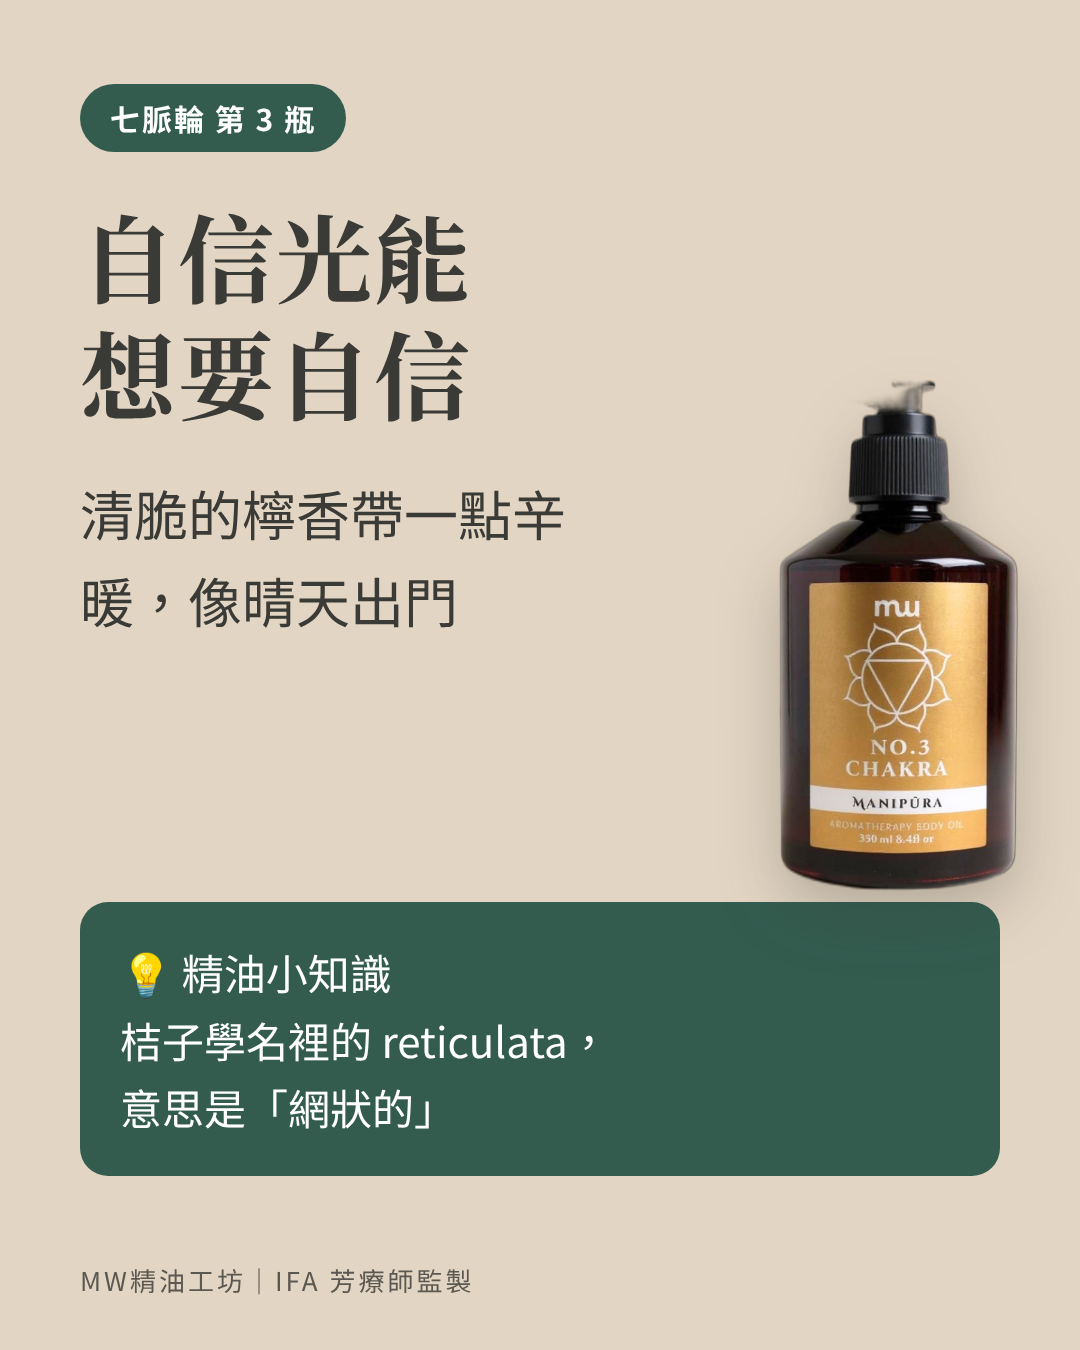 七脈輪 第 3 瓶
自信光能
想要自信
清脆的檸香帶一點辛
暖，像晴天出門
mw
NO.3
CHAKRA
MANIPŪRA
AROMATHERAPY BODY OIL
350 ml 8.4fl oz
💡 精油小知識
桔子學名裡的 reticulata，
意思是「網狀的」
MW精油工坊｜IFA 芳療師監製